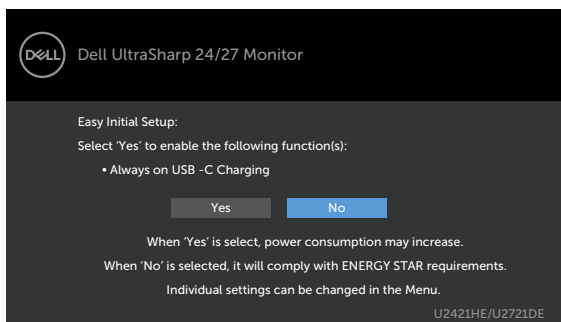 DELL
Dell UltraSharp 24/27 Monitor
Easy Initial Setup:
Select ‘Yes’ to enable the following function(s):
• Always on USB -C Charging
Yes
No
When ‘Yes’ is select, power consumption may increase.
When ‘No’ is selected, it will comply with ENERGY STAR requirements.
Individual settings can be changed in the Menu.
U2421HE/U2721DE